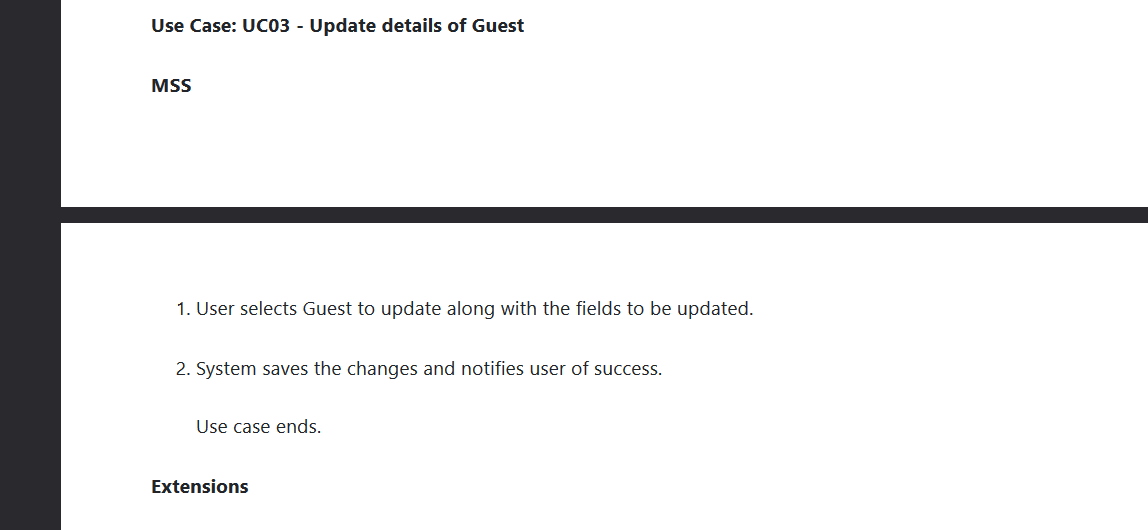 Use Case: UC03 - Update details of Guest
MSS
1. User selects Guest to update along with the fields to be updated.
2. System saves the changes and notifies user of success.
Use case ends.
Extensions